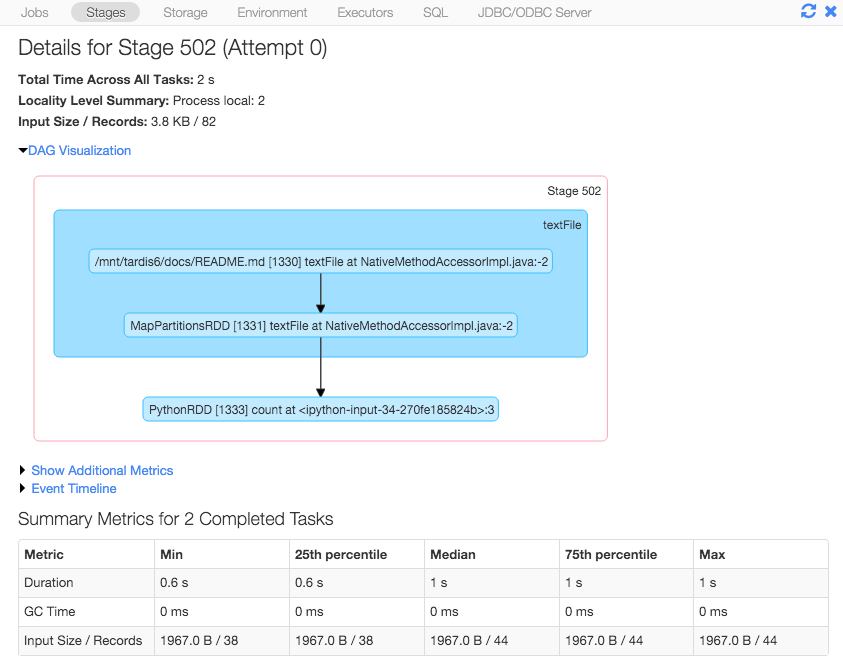 Jobs Stages Storage Environment Executors SQL JDBC/ODBC Server
Details for Stage 502 (Attempt 0)
Total Time Across All Tasks: 2 s
Locality Level Summary: Process local: 2
Input Size / Records: 3.8 KB / 82
DAG Visualization
Stage 502
textFile
/mnt/tardis6/docs/README.md [1330] textFile at NativeMethodAccessorImpl.java:-2
MapPartitionsRDD [1331] textFile at NativeMethodAccessorImpl.java:-2
PythonRDD [1333] count at <ipython-input-34-270fe185824b>:3
Show Additional Metrics
Event Timeline
Summary Metrics for 2 Completed Tasks
Metric Min 25th percentile Median 75th percentile Max
Duration 0.6 s 0.6 s 1 s 1 s 1 s
GC Time 0 ms 0 ms 0 ms 0 ms 0 ms
Input Size / Records 1967.0 B / 38 1967.0 B / 38 1967.0 B / 44 1967.0 B / 44 1967.0 B / 44